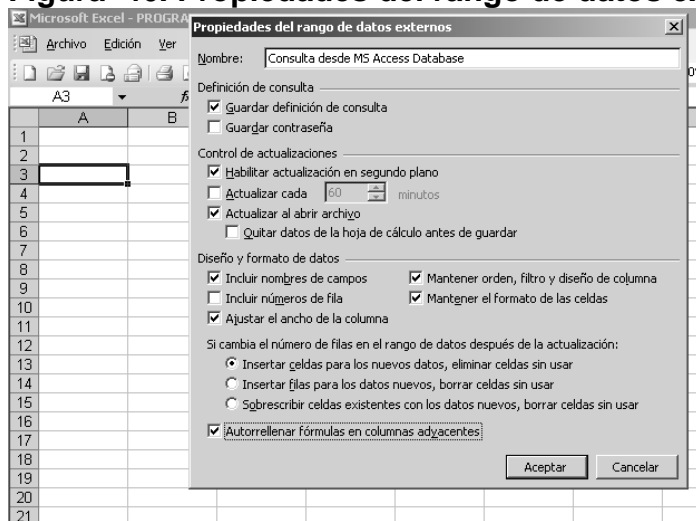 Microsoft Excel - PROGRA
Propiedades del rango de datos externos
Archivo Edición Ver
Nombre: Consulta desde MS Access Database
Definición de consulta
A3
Guardar definición de consulta
A B
Guardar contraseña
1
2
Control de actualizaciones
3
Habilitar actualización en segundo plano
4
Actualizar cada 60 minutos
5
Actualizar al abrir archivo
6
Quitar datos de la hoja de cálculo antes de guardar
7
Diseño y formato de datos
8
Incluir nombres de campos Mantener orden, filtro y diseño de columna
9
Incluir números de fila Mantener el formato de las celdas
10
Ajustar el ancho de la columna
11
12
Si cambia el número de filas en el rango de datos después de la actualización:
13
Insertar celdas para los nuevos datos, eliminar celdas sin usar
14
Insertar filas para los datos nuevos, borrar celdas sin usar
15
Sobrescribir celdas existentes con los datos nuevos, borrar celdas sin usar
16
Autorrellenar fórmulas en columnas adyacentes
17
18
Aceptar Cancelar
19
20
21